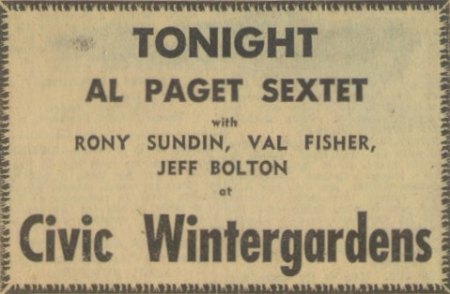 TONIGHT
AL PAGET SEXTET
with
RONY SUNDIN, VAL FISHER,
JEFF BOLTON
at
Civic Wintergardens